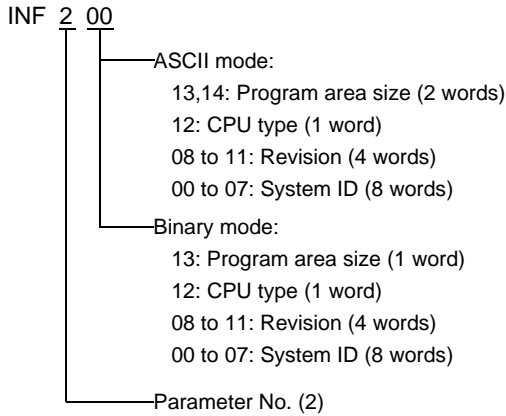 INF 2 00
ASCII mode:
13,14: Program area size (2 words)
12: CPU type (1 word)
08 to 11: Revision (4 words)
00 to 07: System ID (8 words)
Binary mode:
13: Program area size (1 word)
12: CPU type (1 word)
08 to 11: Revision (4 words)
00 to 07: System ID (8 words)
Parameter No. (2)